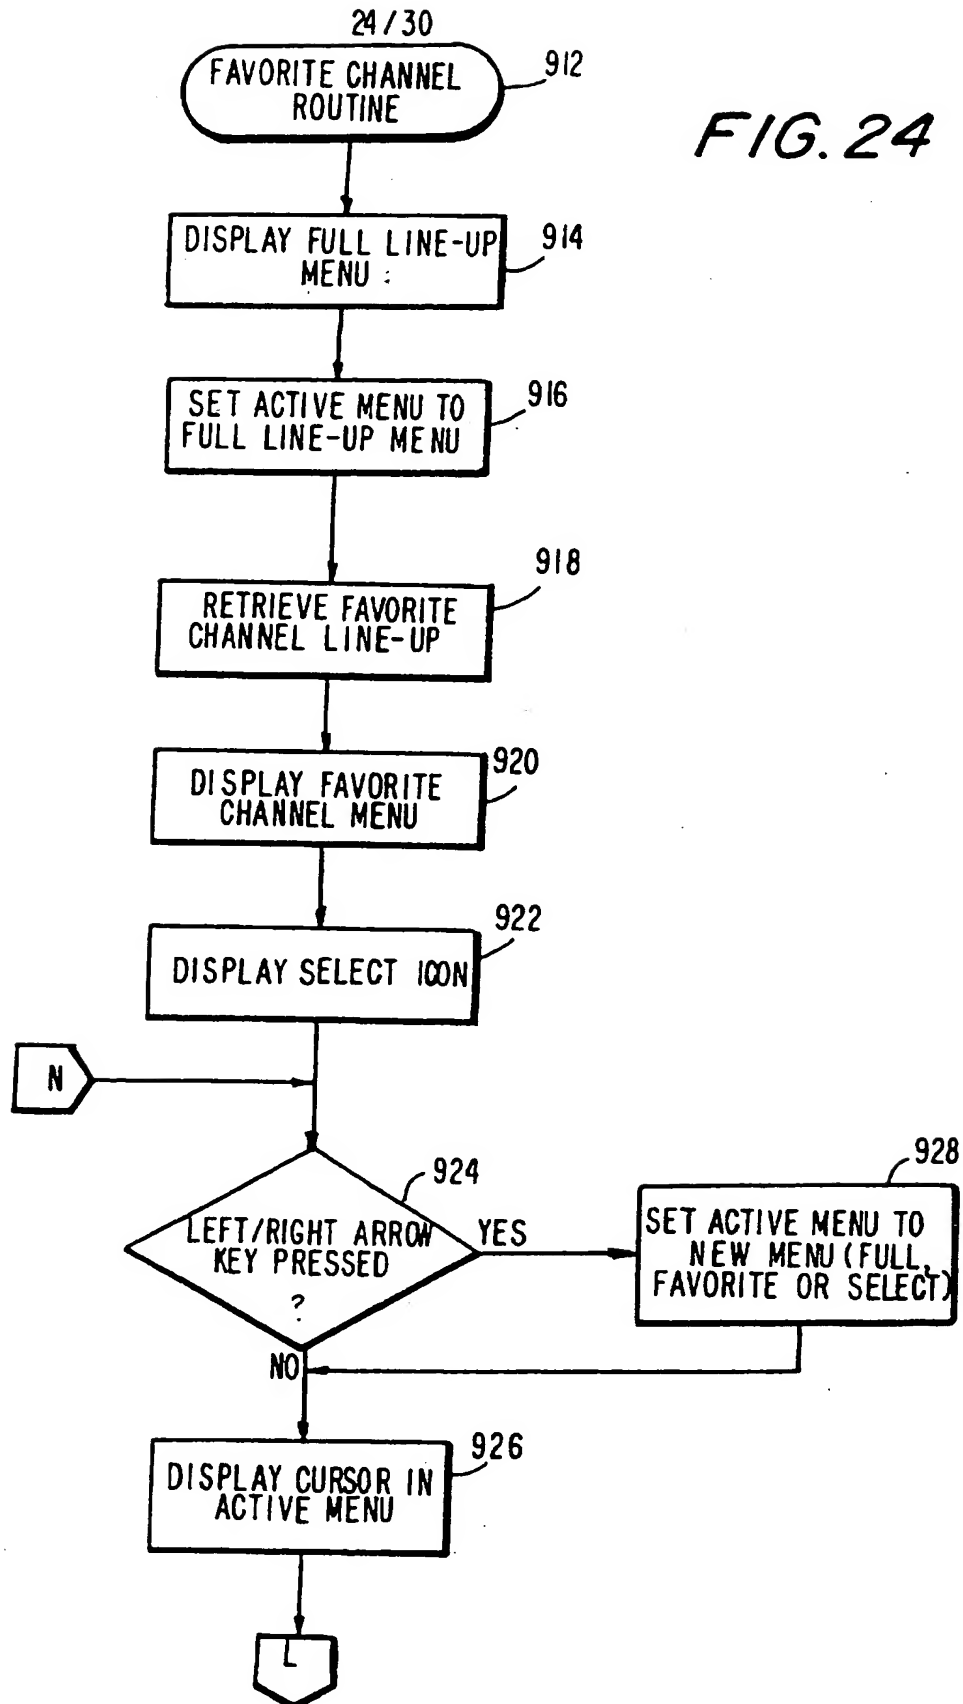 24/30
FAVORITE CHANNEL
ROUTINE
912
FIG. 24
DISPLAY FULL LINE-UP
MENU
914
SET ACTIVE MENU TO
FULL LINE-UP MENU
916
RETRIEVE FAVORITE
CHANNEL LINE-UP
918
DISPLAY FAVORITE
CHANNEL MENU
920
DISPLAY SELECT ICON
922
N
LEFT/RIGHT ARROW
KEY PRESSED
?
924
YES
SET ACTIVE MENU TO
NEW MENU (FULL,
FAVORITE OR SELECT)
928
NO
DISPLAY CURSOR IN
ACTIVE MENU
926
L